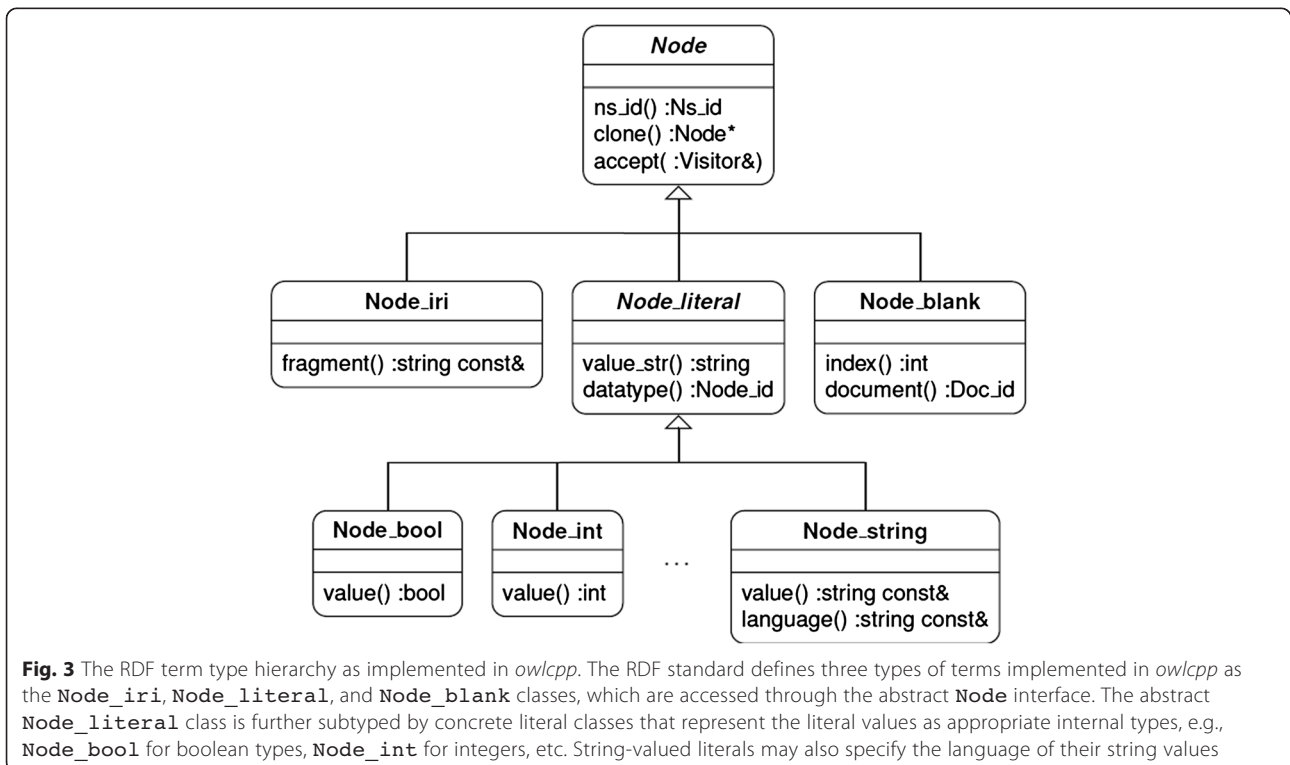 Node
ns_id() :Ns_id
clone() :Node*
accept( :Visitor&)
Node_iri
fragment() :string const&
Node_literal
value_str() :string
datatype() :Node_id
Node_blank
index() :int
document() :Doc_id
Node_bool
value() :bool
Node_int
value() :int
...
Node_string
value() :string const&
language() :string const&
Fig. 3 The RDF term type hierarchy as implemented in owlcpp. The RDF standard defines three types of terms implemented in owlcpp as
the Node_iri, Node_literal, and Node_blank classes, which are accessed through the abstract Node interface. The abstract
Node_literal class is further subtyped by concrete literal classes that represent the literal values as appropriate internal types, e.g.,
Node_bool for boolean types, Node_int for integers, etc. String-valued literals may also specify the language of their string values